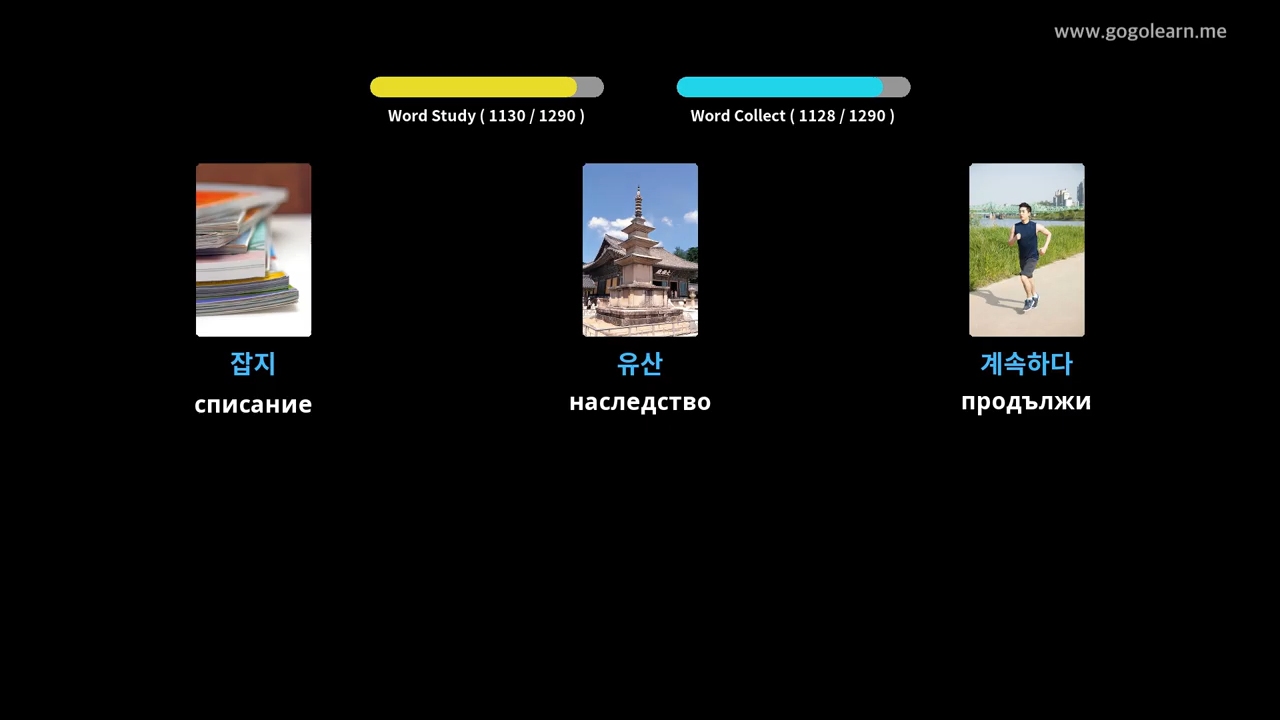 www.gogolearn.me
Word Study ( 1130 / 1290 )
Word Collect ( 1128 / 1290 )
잡지
списание
유산
наследство
계속하다
продължи